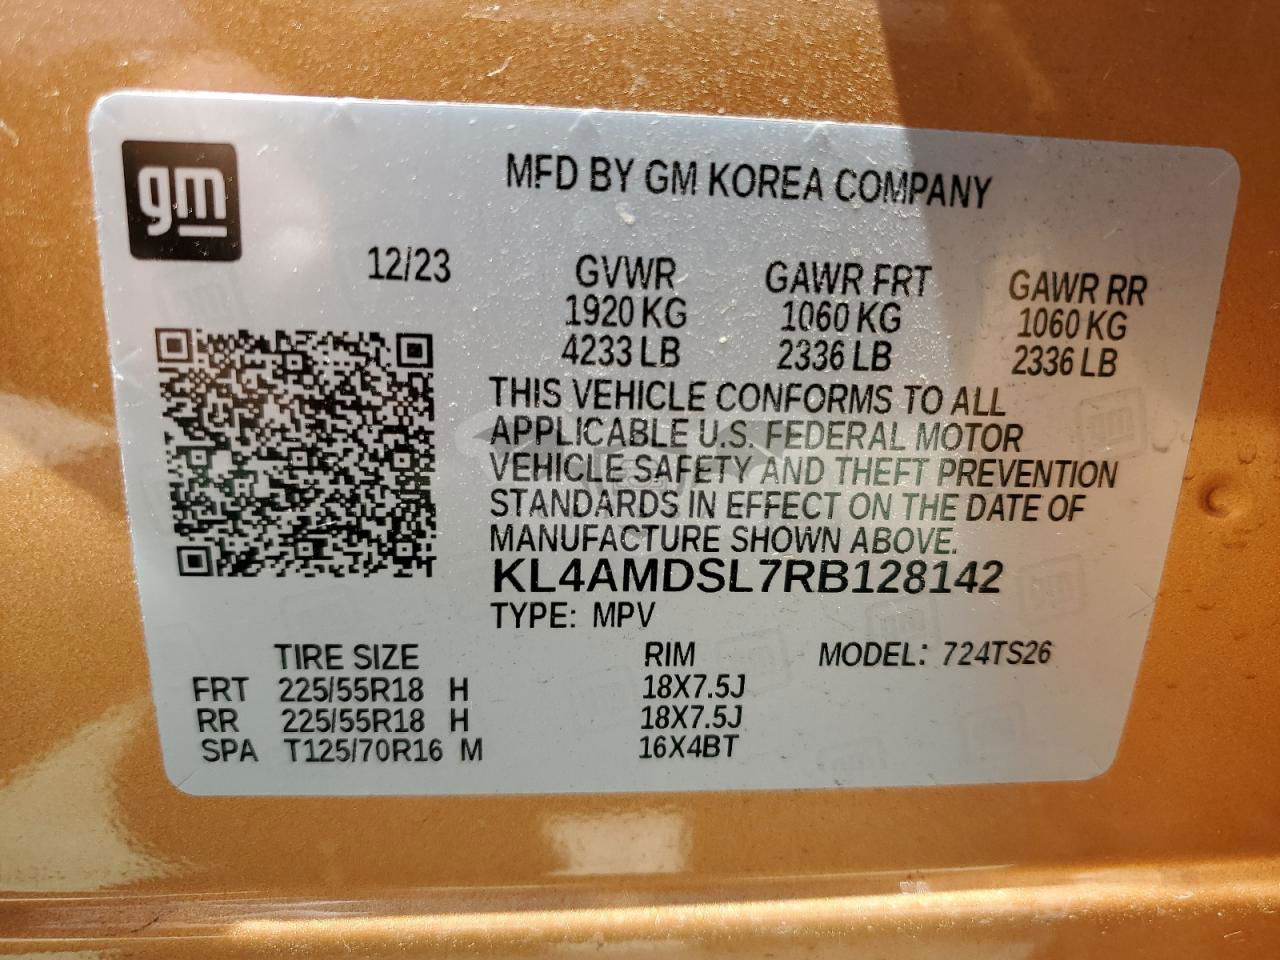 gm
MFD BY GM KOREA COMPANY
12/23
GVWR GAWR FRT GAWR RR
1920 KG 1060 KG 1060 KG
4233 LB 2336 LB 2336 LB
THIS VEHICLE CONFORMS TO ALL
APPLICABLE U.S. FEDERAL MOTOR
VEHICLE SAFETY AND THEFT PREVENTION
STANDARDS IN EFFECT ON THE DATE OF
MANUFACTURE SHOWN ABOVE.
KL4AMDSL7RB128142
TYPE: MPV
TIRE SIZE RIM MODEL: 724TS26
FRT 225/55R18 H 18X7.5J
RR 225/55R18 H 18X7.5J
SPA T125/70R16 M 16X4BT